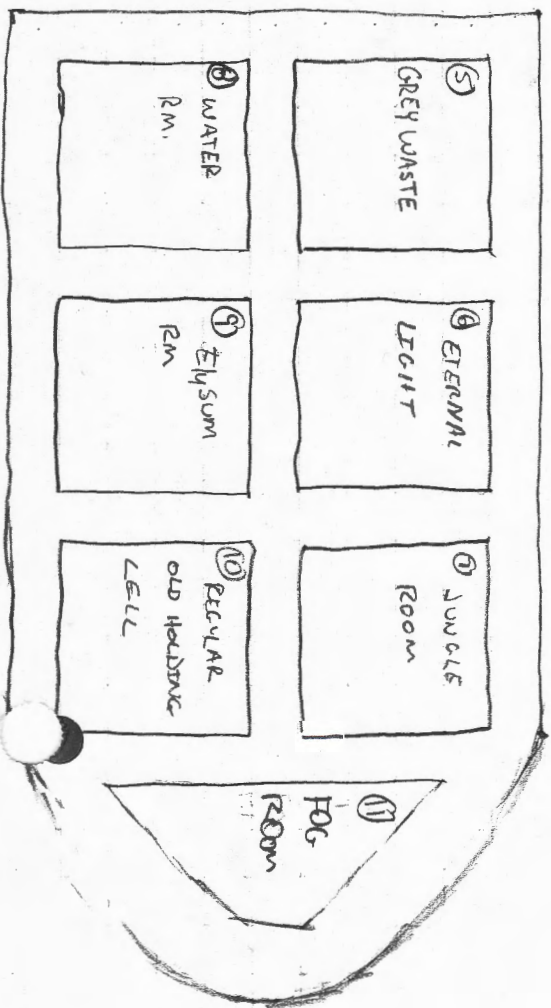 ⑤
GREY WASTE
⑥ ETERNAL
LIGHT
⑦ JUNGLE
ROOM
⑧ WATER
RM.
⑨ Elysum
RM
⑩ REGULAR
OLD HOLDING
CELL
⑪
FOG
ROOM